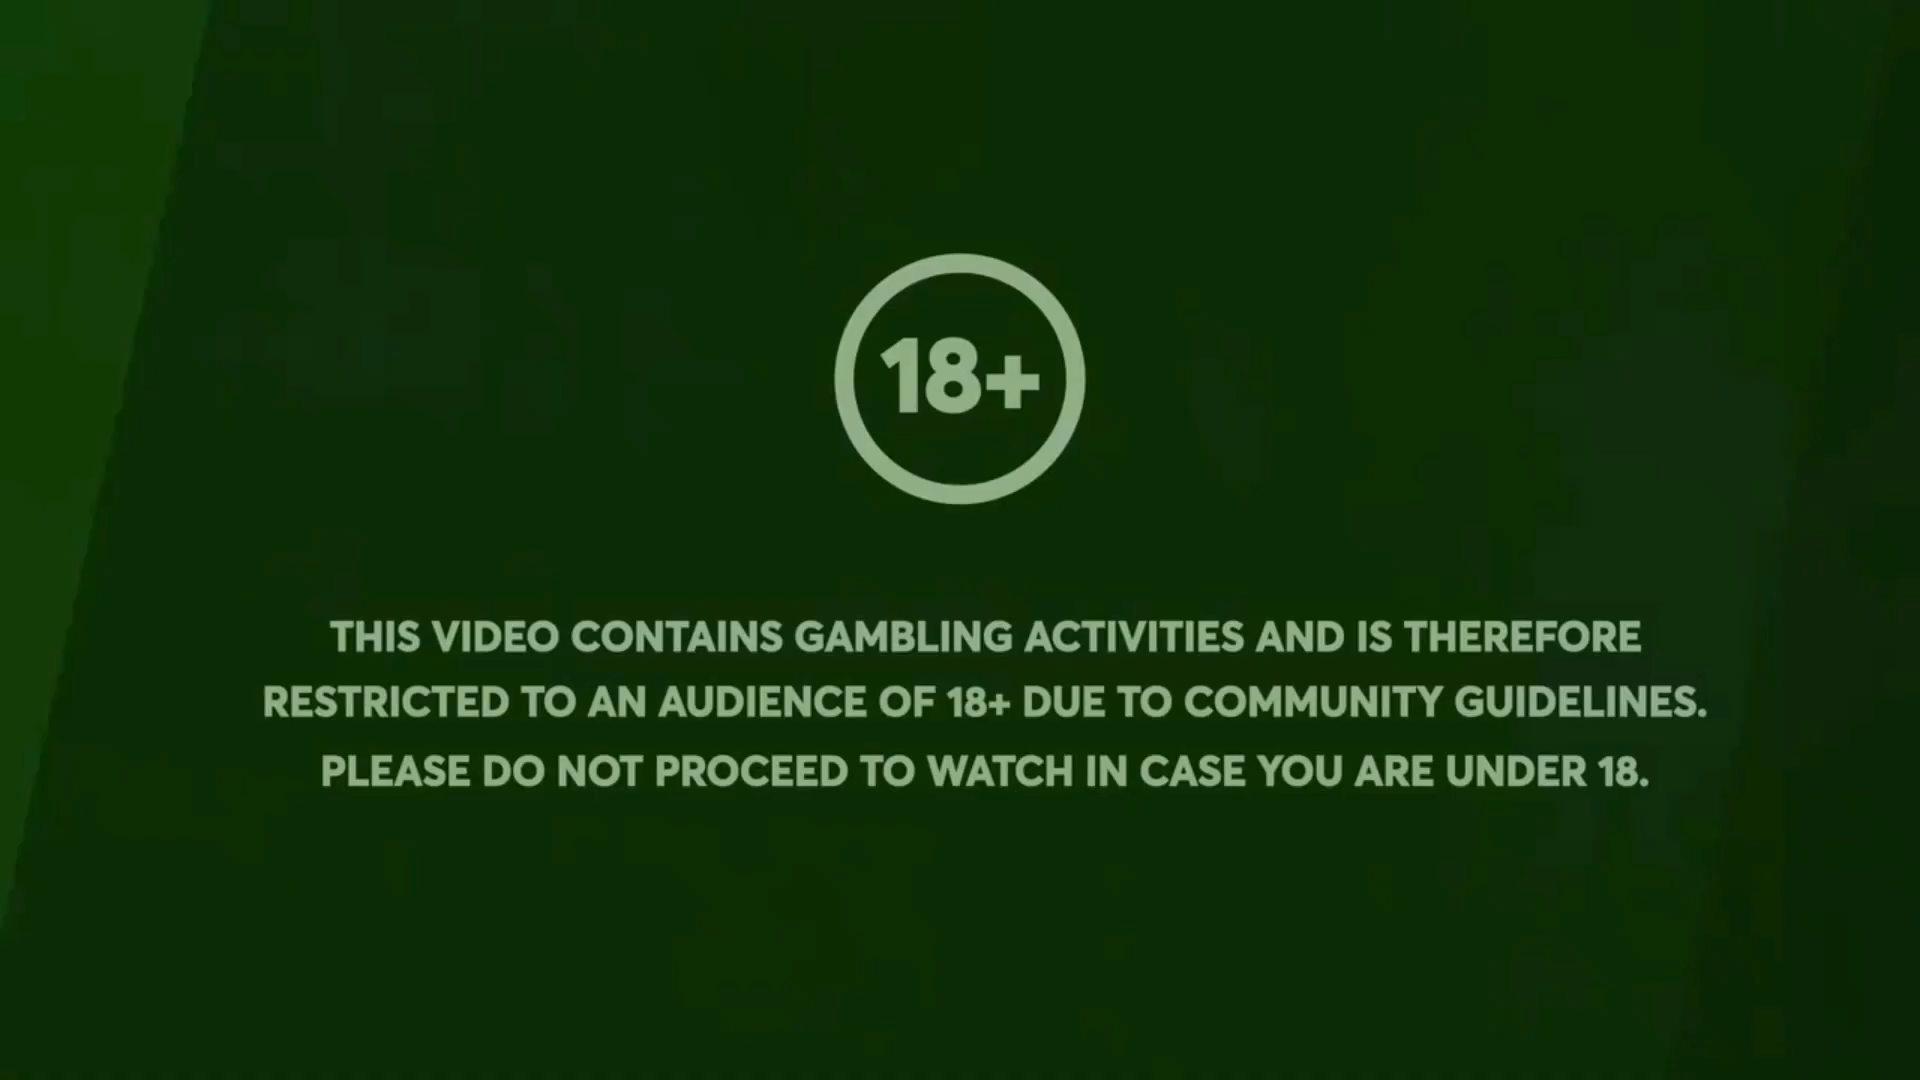 18+
THIS VIDEO CONTAINS GAMBLING ACTIVITIES AND IS THEREFORE
RESTRICTED TO AN AUDIENCE OF 18+ DUE TO COMMUNITY GUIDELINES.
PLEASE DO NOT PROCEED TO WATCH IN CASE YOU ARE UNDER 18.